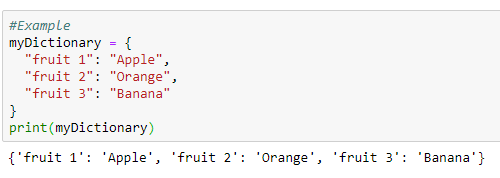 #Example
myDictionary = {
  "fruit 1": "Apple",
  "fruit 2": "Orange",
  "fruit 3": "Banana"
}
print(myDictionary)
{'fruit 1': 'Apple', 'fruit 2': 'Orange', 'fruit 3': 'Banana'}